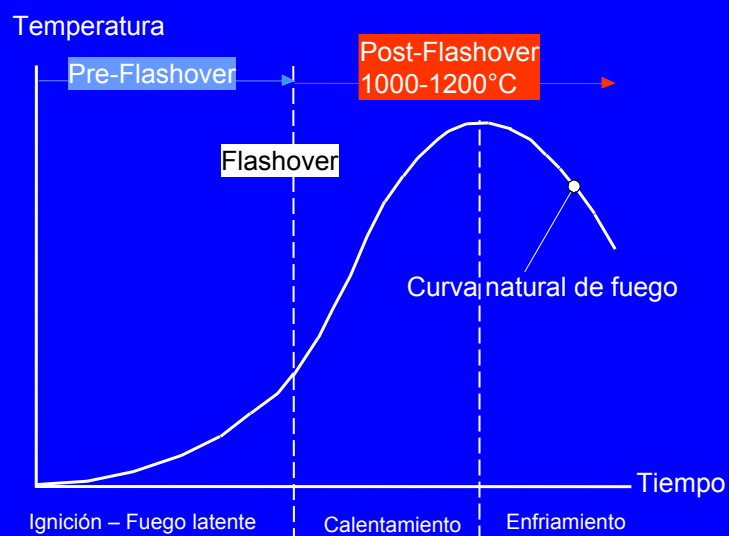 Temperatura
Pre-Flashover
Post-Flashover
1000-1200°C
Flashover
Curva natural de fuego
Tiempo
Ignición – Fuego latente
Calentamiento
Enfriamiento